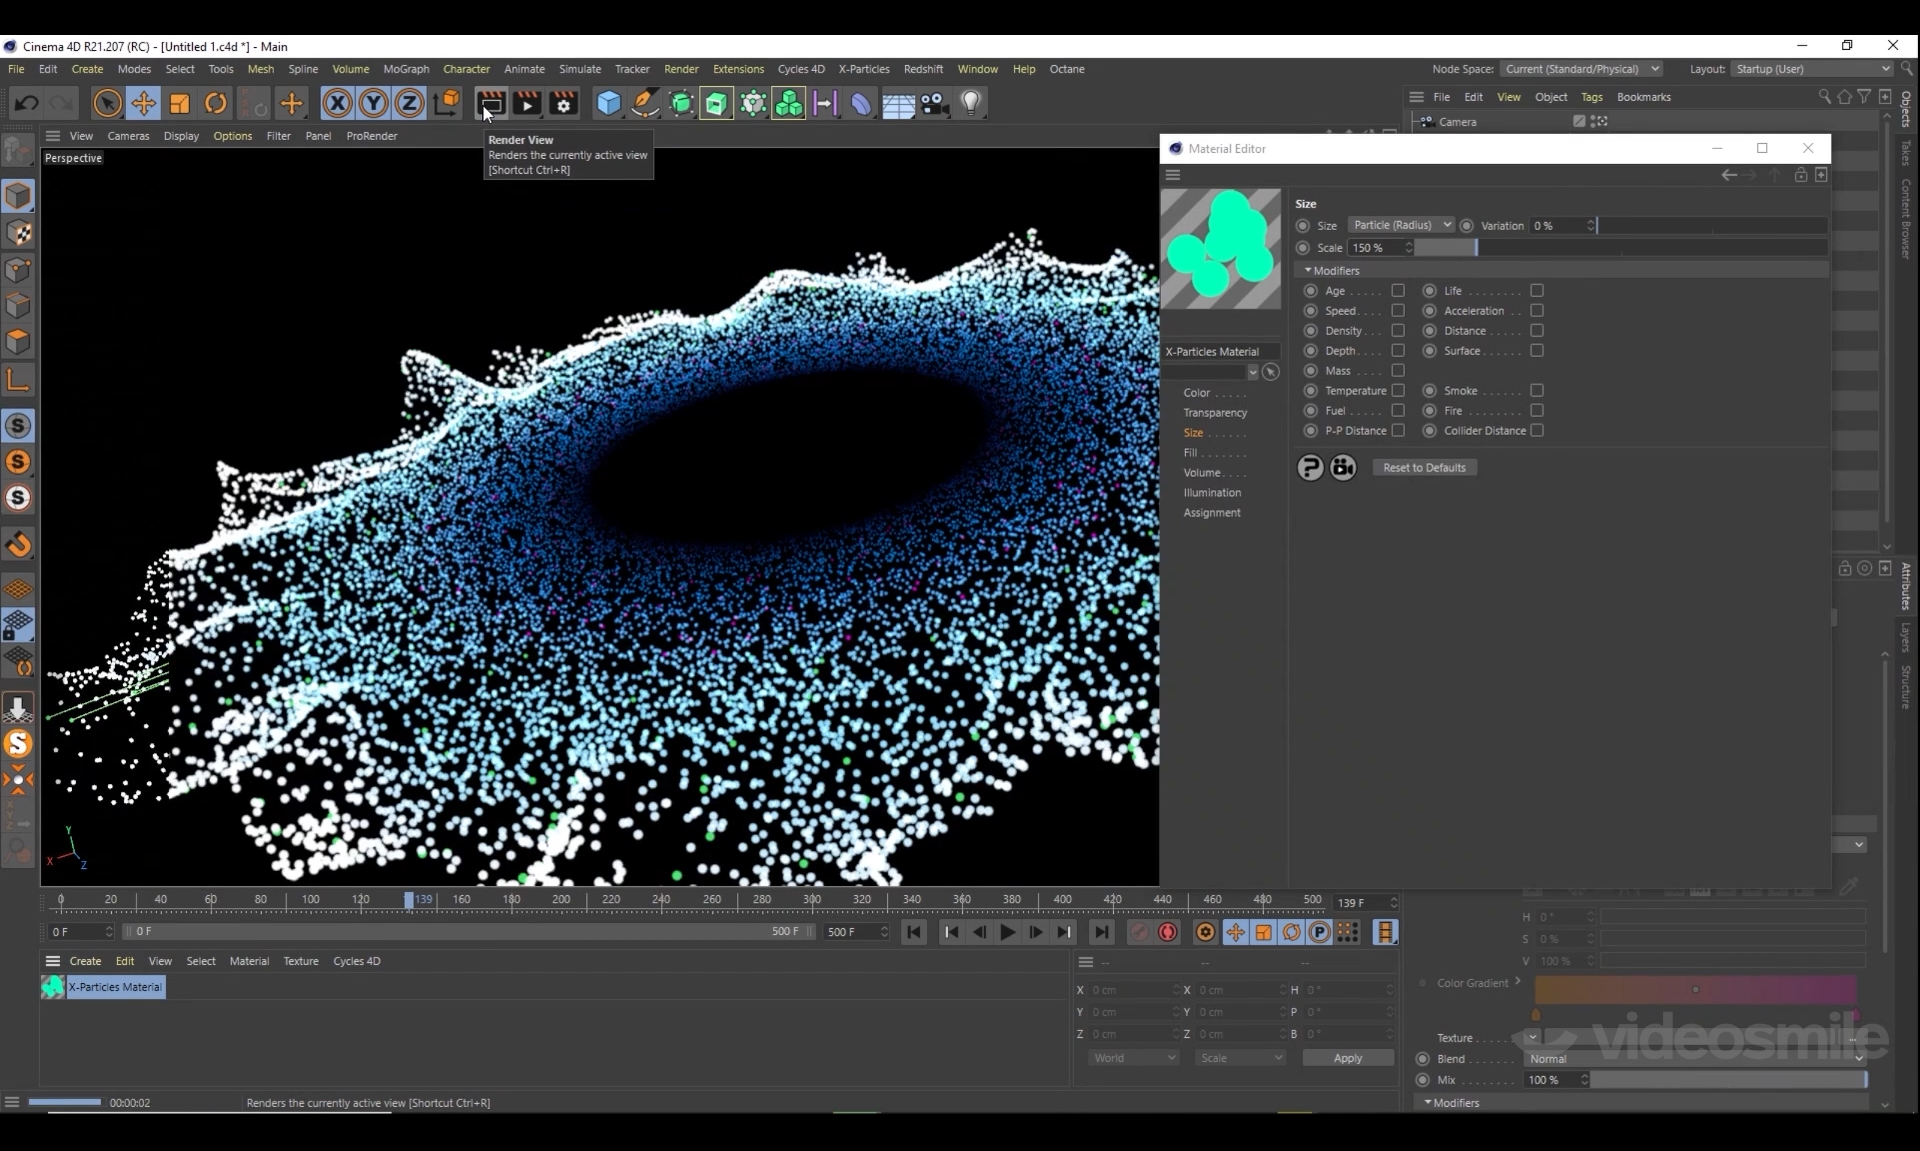 Cinema 4D R21.207 (RC) - [Untitled 1.c4d *] - Main
File Edit Create Modes Select Tools Mesh Spline Volume MoGraph Character Animate Simulate Tracker Render Extensions Cycles 4D X-Particles Redshift Window Help Octane
Node Space: Current (Standard/Physical) Layout: Startup (User)
X Y Z
File Edit View Object Tags Bookmarks
Camera
View Cameras Display Options Filter Panel ProRender
Perspective
Render View
Renders the currently active view
[Shortcut Ctrl+R]
Material Editor
Size
Size Particle (Radius) Variation 0 %
Scale 150 %
Modifiers
Age . . . . . Life . . . . . . . .
Speed. . . . Acceleration . .
Density. . . Distance. . . . .
Depth. . . . Surface. . . . . .
Mass . . . .
Temperature Smoke . . . . . .
Fuel. . . . . Fire . . . . . . . .
P-P Distance Collider Distance
Reset to Defaults
X-Particles Material
Color . . . . .
Transparency
Size . . . . . .
Fill . . . . . . .
Volume. . . .
Illumination
Assignment
Objects
Takes
Content Browser
Attributes
Layers
Structure
Y
X
Z
0 20 40 60 80 100 120 139 160 180 200 220 240 260 280 300 320 340 360 380 400 420 440 460 480 500 139 F
0 F 0 F 500 F 500 F
Create Edit View Select Material Texture Cycles 4D
X-Particles Material
-- -- --
X 0 cm X 0 cm H 0 °
Y 0 cm Y 0 cm P 0 °
Z 0 cm Z 0 cm B 0 °
World Scale Apply
H 0 °
S 0 %
V 100 %
Color Gradient
Texture . . . .
Blend . . . . . . . Normal
Mix . . . . . . . . 100 %
Modifiers
videosmile
00:00:02 Renders the currently active view [Shortcut Ctrl+R]